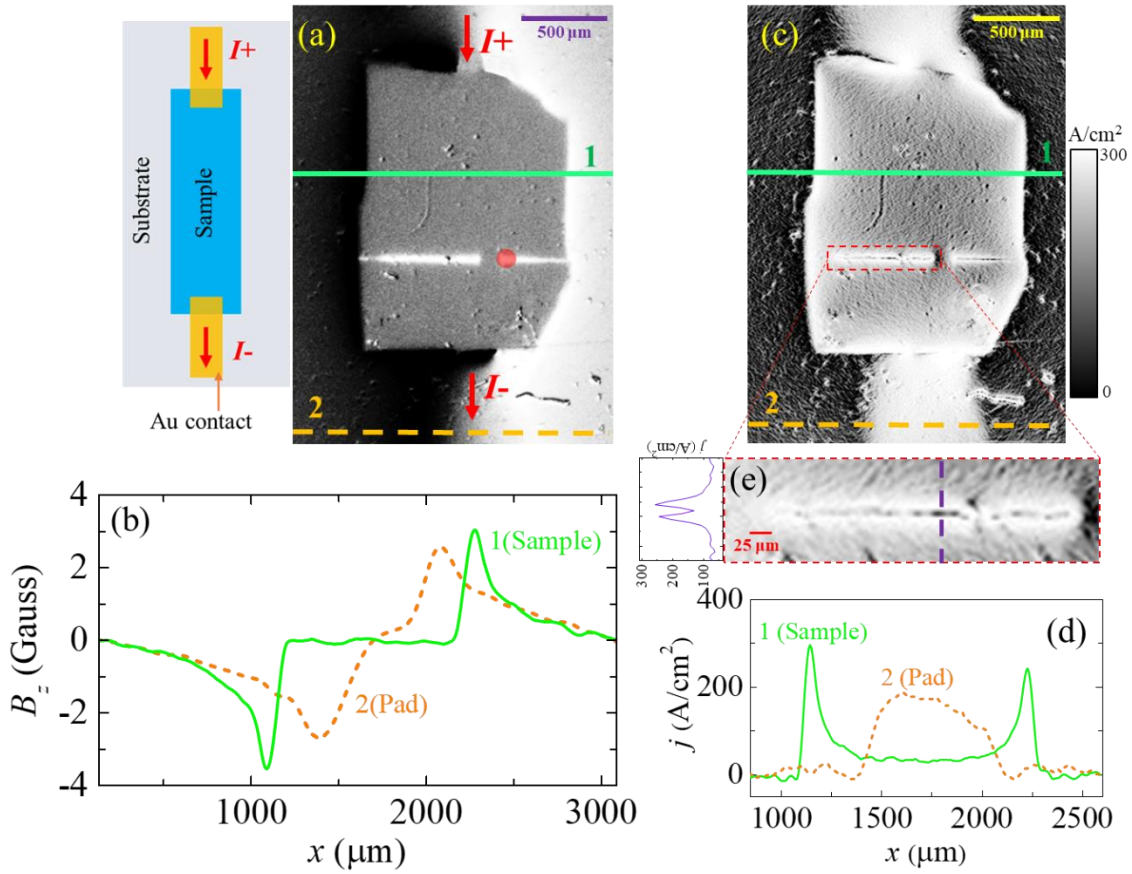 I+
Substrate
Sample
I-
Au contact
(a)
I+
500 µm
1
I-
2
(c)
500 µm
1
2
A/cm²
300
0
(b)
4
2
0
-2
-4
B_z (Gauss)
1(Sample)
2(Pad)
1000
2000
3000
x (µm)
j (A/cm²)
300
200
100
(e)
25 µm
(d)
400
200
0
j (A/cm²)
1 (Sample)
2 (Pad)
1000
1500
2000
2500
x (µm)